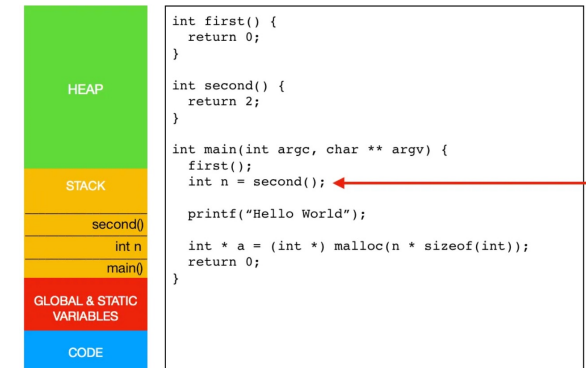 HEAP
STACK
second()
int n
main()
GLOBAL & STATIC
VARIABLES
CODE
int first() {
  return 0;
}

int second() {
  return 2;
}

int main(int argc, char ** argv) {
  first();
  int n = second();

  printf(“Hello World”);

  int * a = (int *) malloc(n * sizeof(int));
  return 0;
}